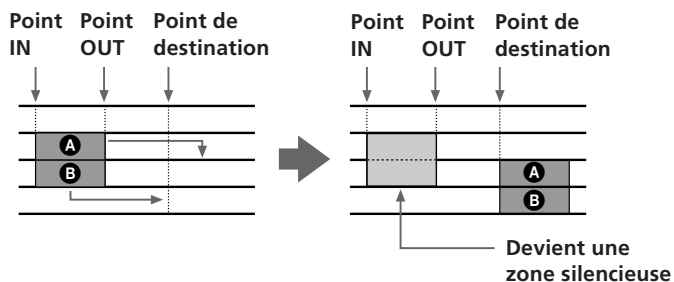 Point IN
Point OUT
Point de destination
A
B
Point IN
Point OUT
Point de destination
A
B
Devient une
zone silencieuse